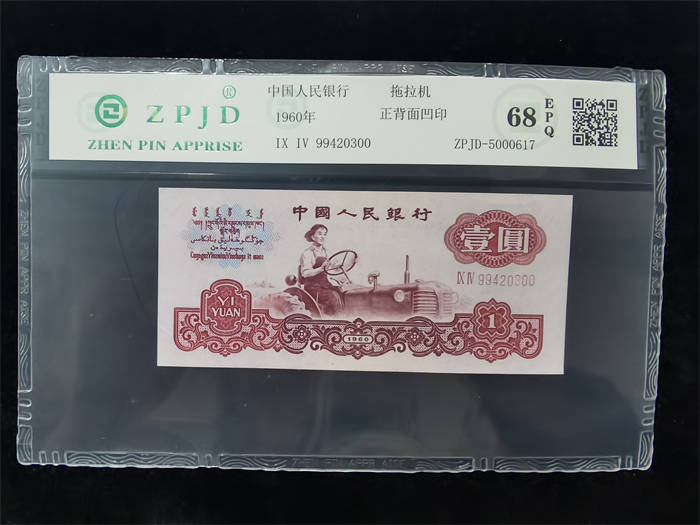 ZPJD®
ZHEN PIN APPRISE
中国人民银行 拖拉机
1960年 正背面凹印
IX IV 99420300 ZPJD-5000617
68 EPQ
中國人民銀行
壹圓
IX IV 99420300
YI
YUAN
1960
1